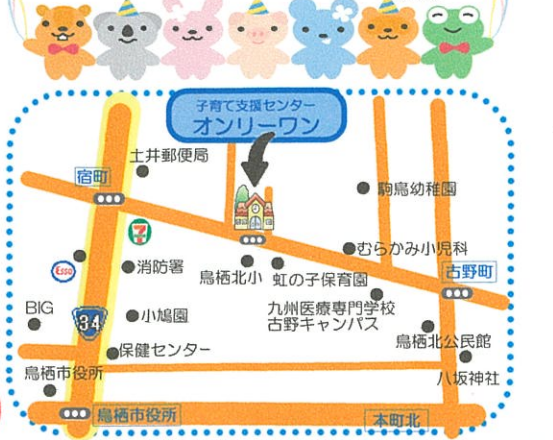 子育て支援センター
オンリーワン
土井郵便局
宿町
駒鳥幼稚園
7
むらかみ小児科
Esso
消防署
鳥栖北小
虹の子保育園
古野町
BIG
34
小鳩園
九州医療専門学校
古野キャンパス
鳥栖北公民館
保健センター
鳥栖市役所
八坂神社
鳥栖市役所
本町北